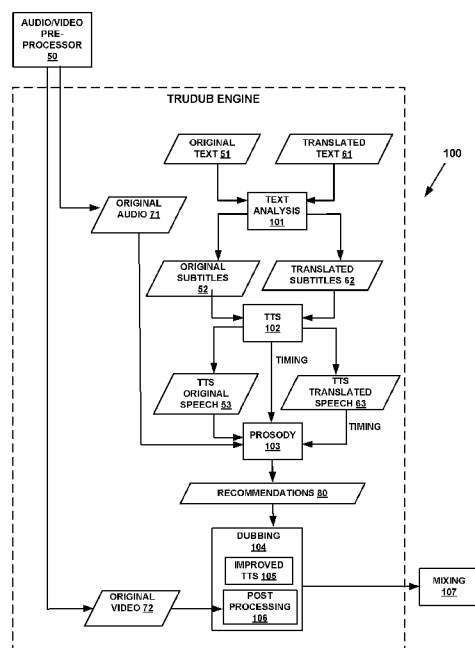 AUDIO/VIDEO
PRE-
PROCESSOR
50
TRUDUB ENGINE
ORIGINAL
TEXT 51
TRANSLATED
TEXT 61
100
TEXT
ANALYSIS
101
ORIGINAL
AUDIO 71
ORIGINAL
SUBTITLES
52
TRANSLATED
SUBTITLES 62
TTS
102
TIMING
TTS
ORIGINAL
SPEECH 53
TTS
TRANSLATED
SPEECH 63
TIMING
PROSODY
103
RECOMMENDATIONS 80
DUBBING
104
IMPROVED
TTS 105
POST
PROCESSING
106
ORIGINAL
VIDEO 72
MIXING
107